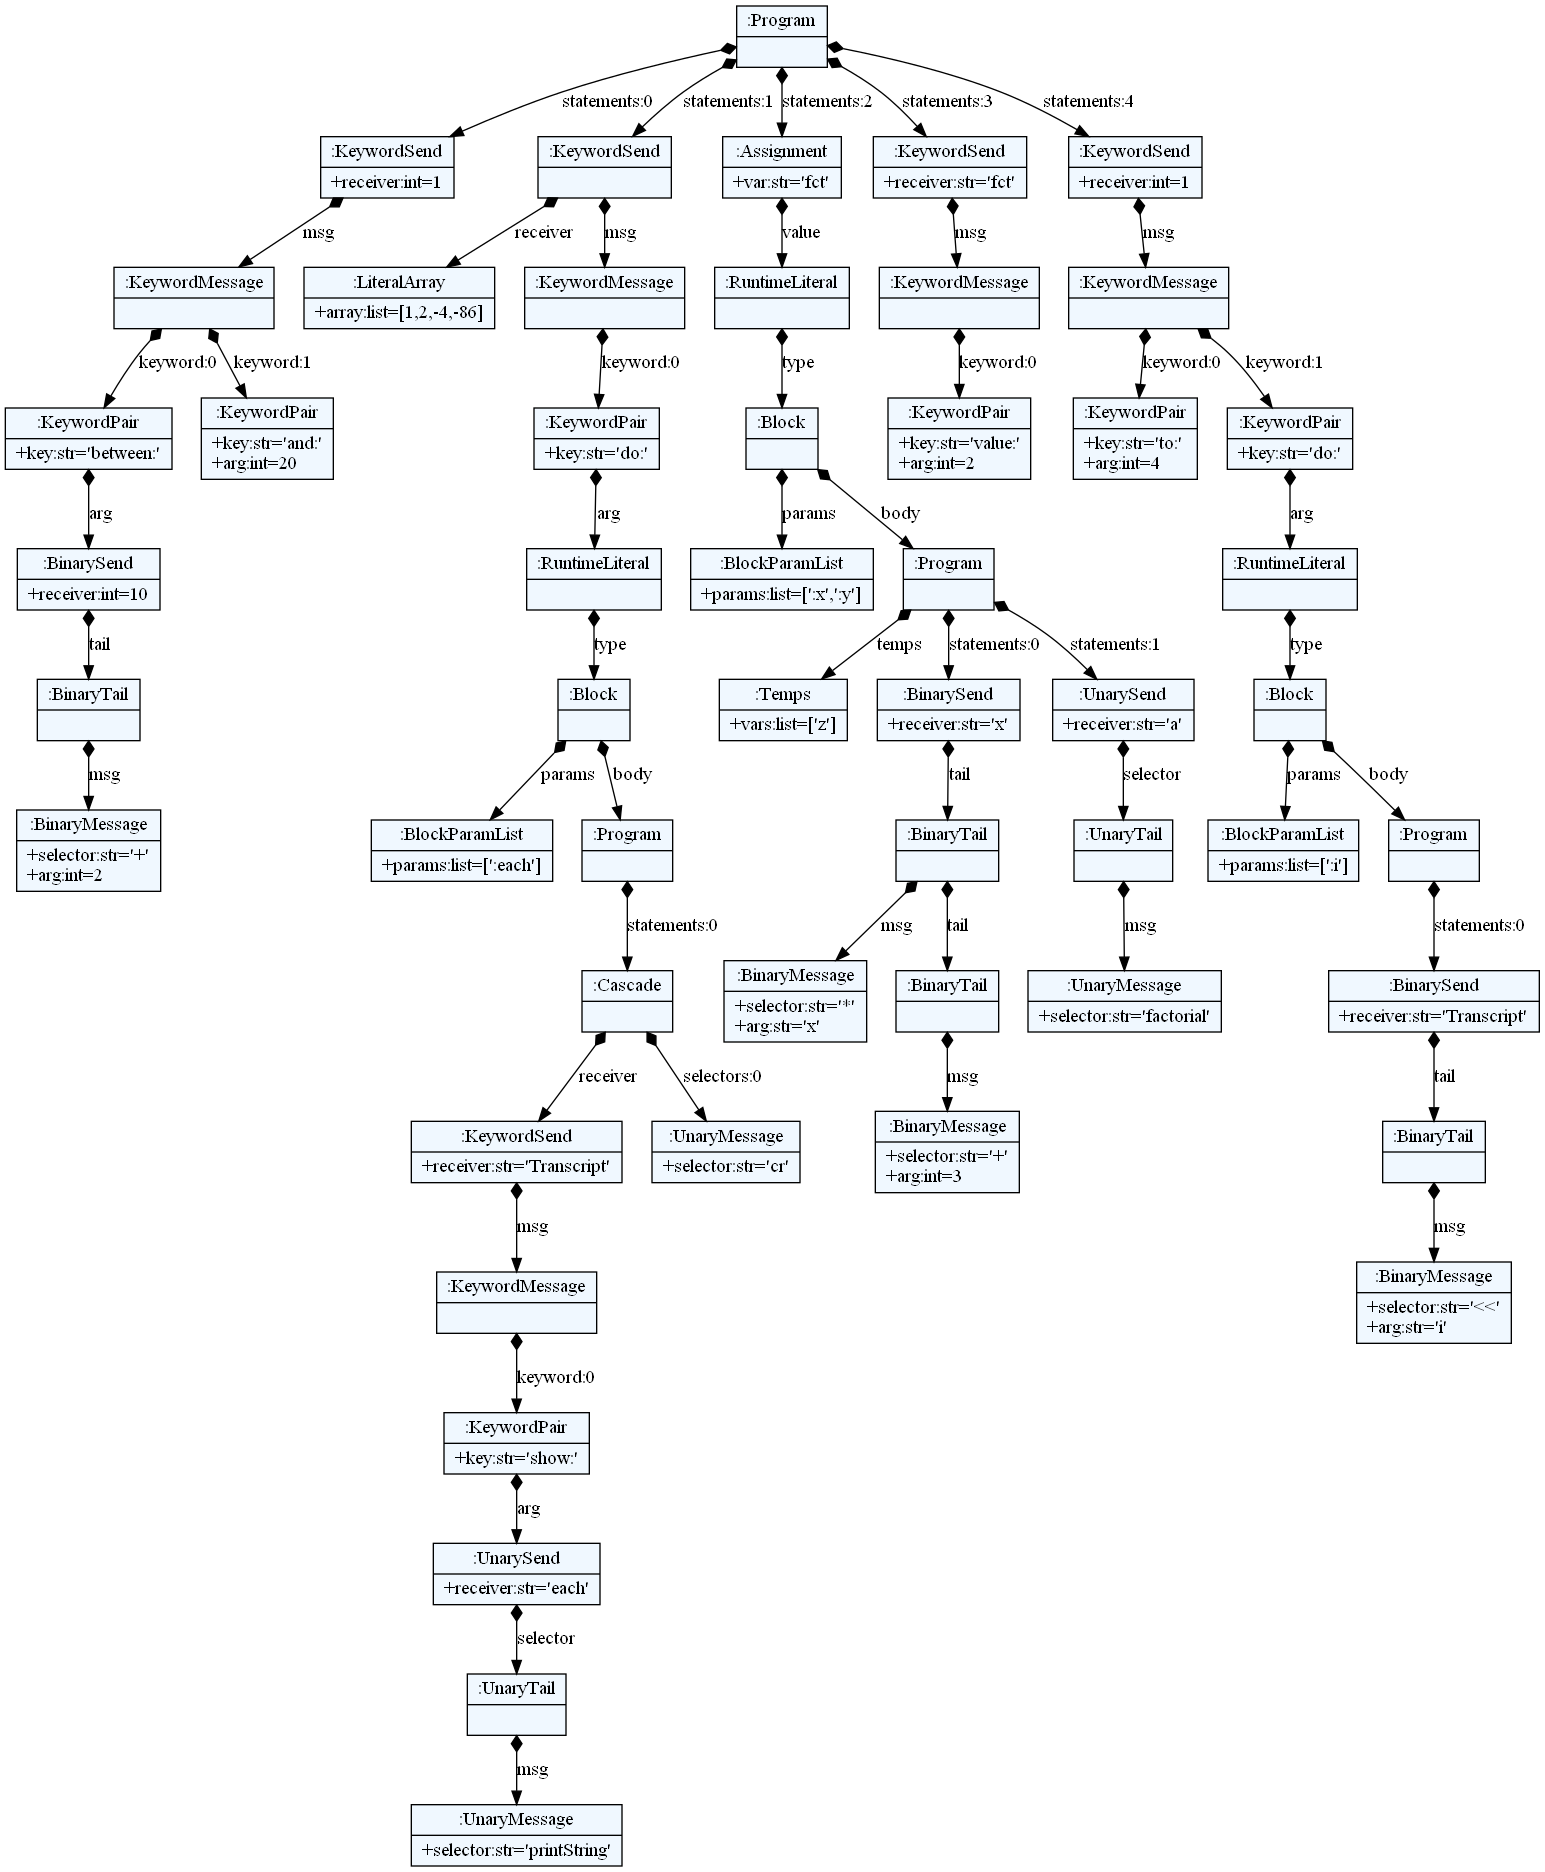 :Program
statements:0
statements:1
statements:2
statements:3
statements:4
:KeywordSend
+receiver:int=1
:KeywordSend
:Assignment
+var:str='fct'
:KeywordSend
+receiver:str='fct'
:KeywordSend
+receiver:int=1
msg
receiver
msg
value
msg
msg
:KeywordMessage
:LiteralArray
+array:list=[1,2,-4,-86]
:KeywordMessage
:RuntimeLiteral
:KeywordMessage
:KeywordMessage
keyword:0
keyword:1
keyword:0
type
keyword:0
keyword:0
keyword:1
:KeywordPair
+key:str='between:'
:KeywordPair
+key:str='and:'
+arg:int=20
:KeywordPair
+key:str='do:'
:Block
:KeywordPair
+key:str='value:'
+arg:int=2
:KeywordPair
+key:str='to:'
+arg:int=4
:KeywordPair
+key:str='do:'
arg
arg
params
body
arg
:BinarySend
+receiver:int=10
:RuntimeLiteral
:BlockParamList
+params:list=[':x',':y']
:Program
:RuntimeLiteral
tail
type
temps
statements:0
statements:1
type
:BinaryTail
:Block
:Temps
+vars:list=['z']
:BinarySend
+receiver:str='x'
:UnarySend
+receiver:str='a'
:Block
msg
params
body
tail
selector
params
body
:BinaryMessage
+selector:str='+'
+arg:int=2
:BlockParamList
+params:list=[':each']
:Program
:BinaryTail
:UnaryTail
:BlockParamList
+params:list=[':i']
:Program
statements:0
msg
tail
msg
statements:0
:Cascade
:BinaryMessage
+selector:str='*'
+arg:str='x'
:BinaryTail
:UnaryMessage
+selector:str='factorial'
:BinarySend
+receiver:str='Transcript'
receiver
selectors:0
msg
tail
:KeywordSend
+receiver:str='Transcript'
:UnaryMessage
+selector:str='cr'
:BinaryMessage
+selector:str='+'
+arg:int=3
:BinaryTail
msg
msg
:KeywordMessage
:BinaryMessage
+selector:str='<<'
+arg:str='i'
keyword:0
:KeywordPair
+key:str='show:'
arg
:UnarySend
+receiver:str='each'
selector
:UnaryTail
msg
:UnaryMessage
+selector:str='printString'